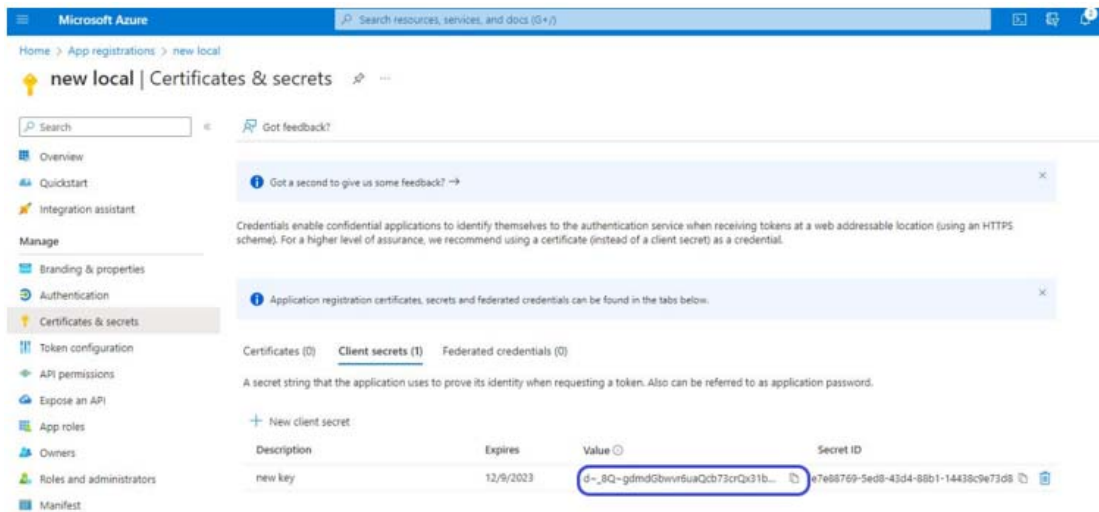 Microsoft Azure
Search resources, services, and docs (G+/)
Home > App registrations > new local
new local | Certificates & secrets
Search
Got feedback?
Overview
Quickstart
Got a second to give us some feedback? →
Integration assistant
Credentials enable confidential applications to identify themselves to the authentication service when receiving tokens at a web addressable location (using an HTTPS
scheme). For a higher level of assurance, we recommend using a certificate (instead of a client secret) as a credential.
Manage
Branding & properties
Authentication
Application registration certificates, secrets and federated credentials can be found in the tabs below.
Certificates & secrets
Token configuration
Certificates (0) Client secrets (1) Federated credentials (0)
API permissions
A secret string that the application uses to prove its identity when requesting a token. Also can be referred to as application password.
Expose an API
App roles
New client secret
Owners
Description Expires Value Secret ID
Roles and administrators
new key 12/9/2023 d~_8Q~gdmdGbwvr6uaQcb73crQx31b... e7e88769-5ed8-43d4-88b1-14438c9e73d8
Manifest